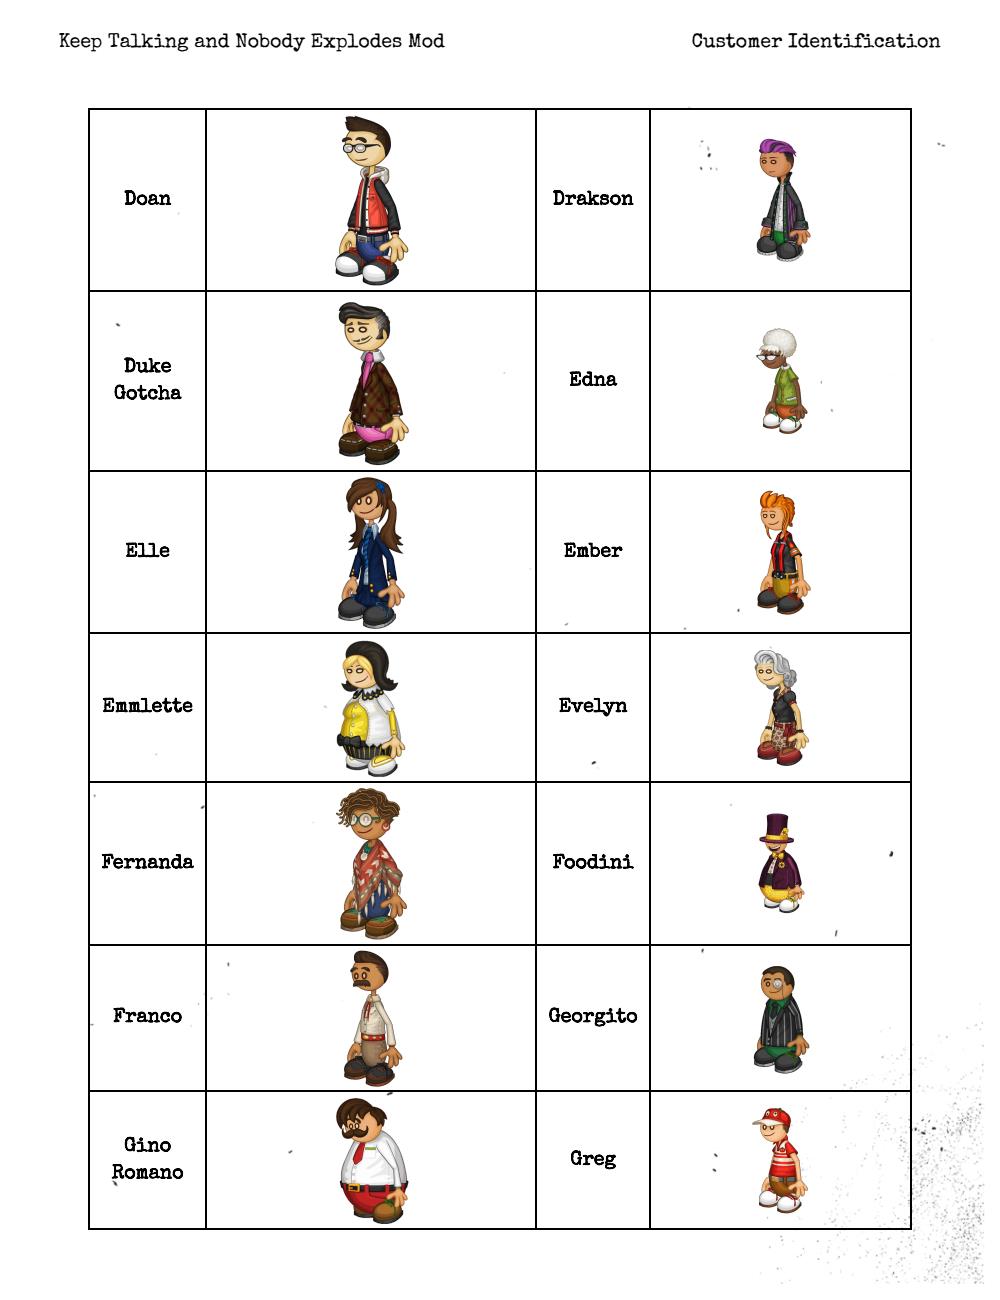 Keep Talking and Nobody Explodes Mod
Customer Identification
Doan
Drakson
Duke
Gotcha
Edna
Elle
Ember
Emmlette
Evelyn
Fernanda
Foodini
Franco
Georgito
Gino
Romano
Greg